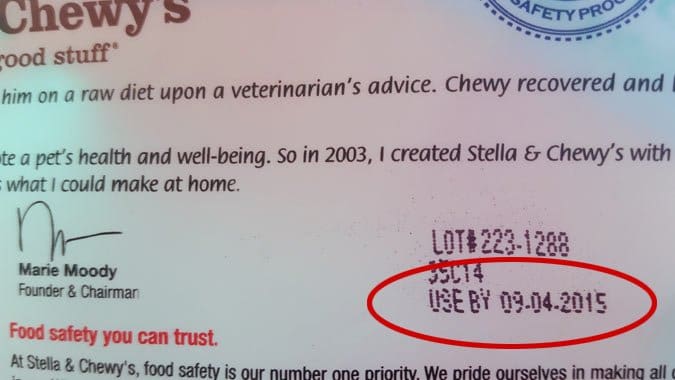 Chewy's
good stuff®
SAFETY
him on a raw diet upon a veterinarian's advice. Chewy recovered and
a pet's health and well-being. So in 2003, I created Stella & Chewy's with
what I could make at home.
Marie Moody
Founder & Chairman
LOT# 223-1288
USE BY 09-04-2015
Food safety you can trust.
At Stella & Chewy's, food safety is our number one priority. We pride ourselves in making all